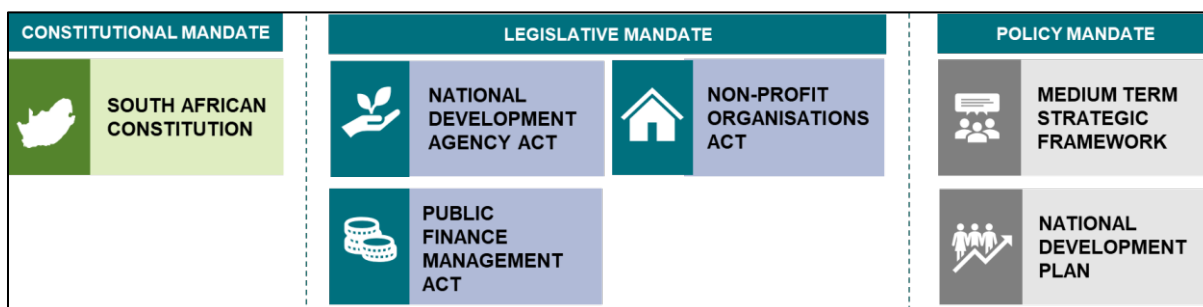 CONSTITUTIONAL MANDATE
SOUTH AFRICAN
CONSTITUTION
LEGISLATIVE MANDATE
NATIONAL
DEVELOPMENT
AGENCY ACT
NON-PROFIT
ORGANISATIONS
ACT
PUBLIC
FINANCE
MANAGEMENT
ACT
POLICY MANDATE
MEDIUM TERM
STRATEGIC
FRAMEWORK
NATIONAL
DEVELOPMENT
PLAN